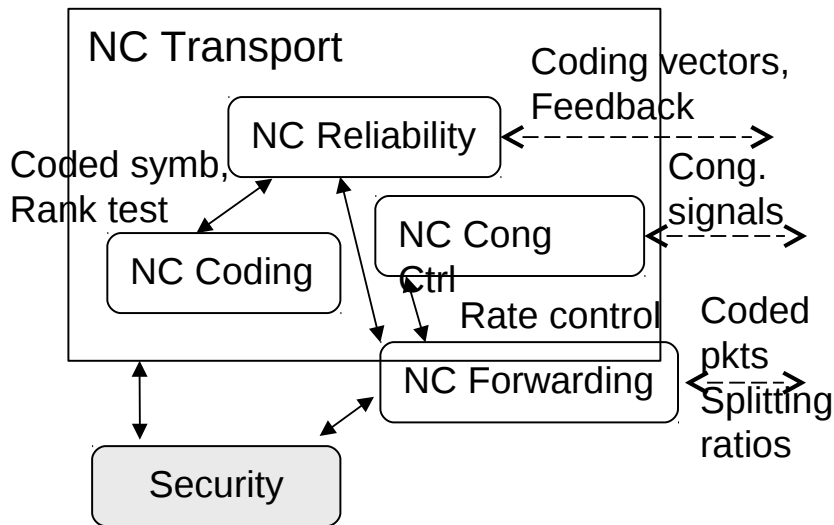 NC Transport
Coding vectors,
Feedback
NC Reliability
Coded symb,
Rank test
Cong.
signals
NC Cong
Ctrl
NC Coding
Rate control
Coded
pkts
NC Forwarding
Splitting
ratios
Security